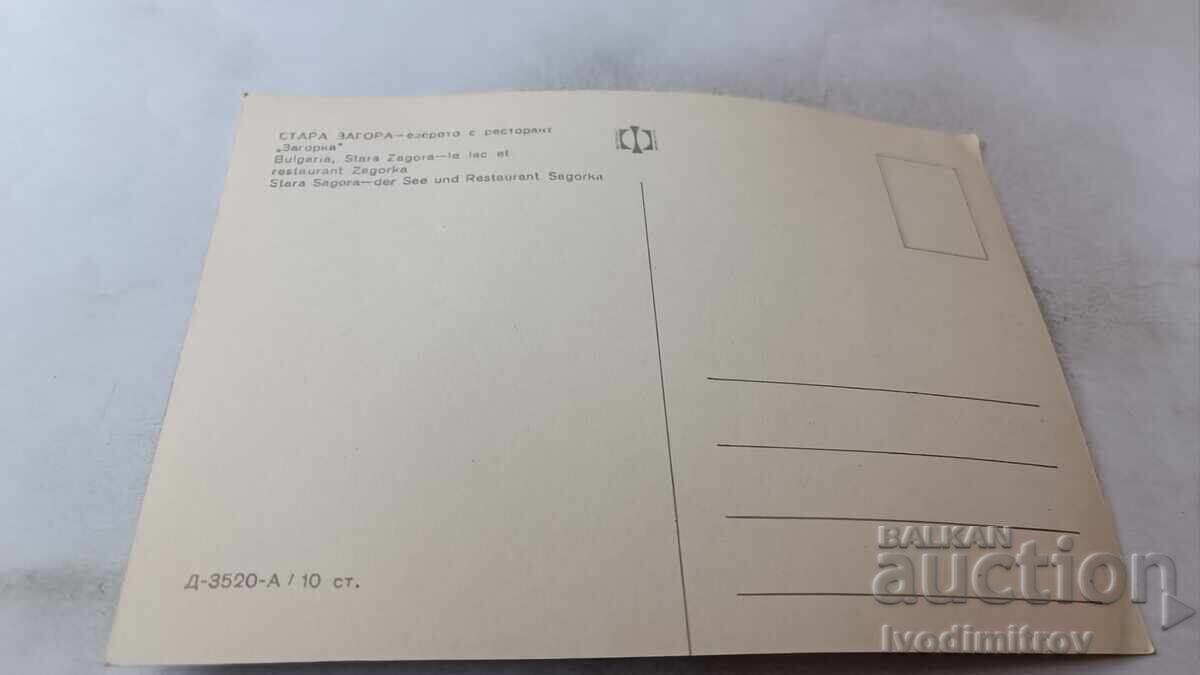 СТАРА ЗАГОРА—езерото с ресторант
„Загорка"
Bulgaria, Stara Zagora—le lac et
restaurant Zagorka
Stara Sagora—der See und Restaurant Sagorka
Д-3520-А / 10 ст.
BALKAN
auction
Ivodimitrov